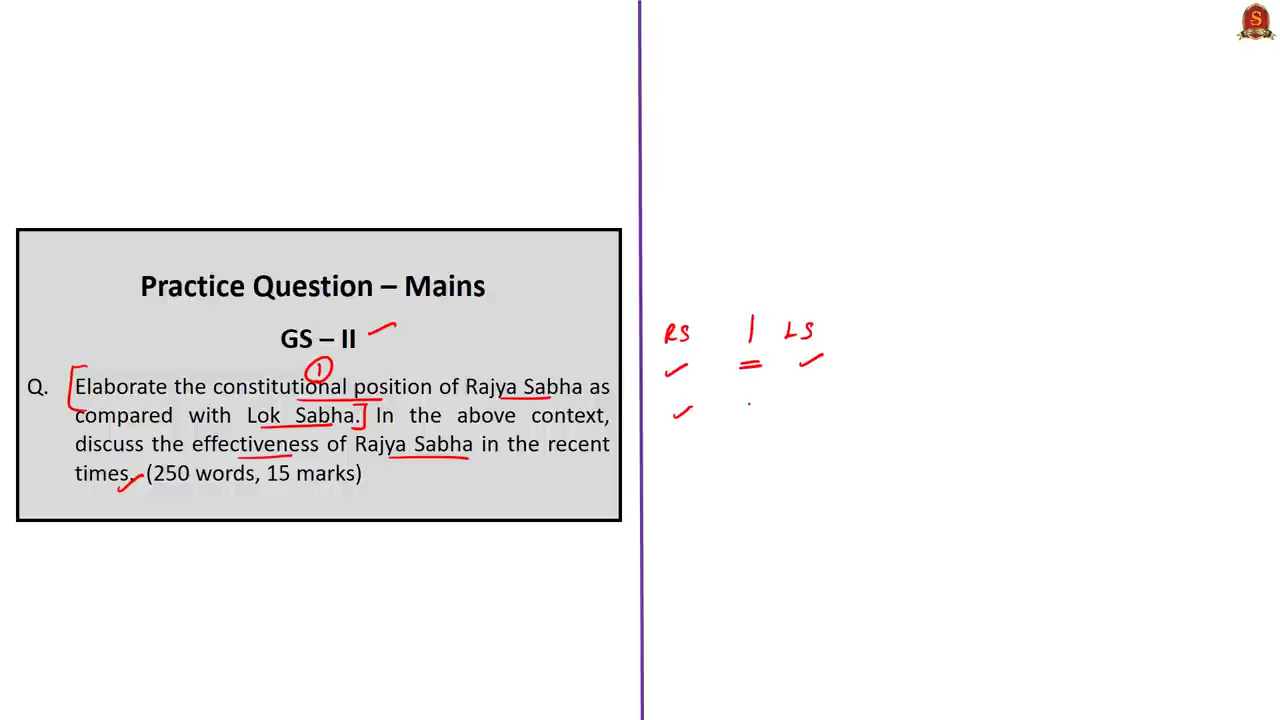 Practice Question – Mains
GS – II
1
Q. Elaborate the constitutional position of Rajya Sabha as
compared with Lok Sabha. In the above context,
discuss the effectiveness of Rajya Sabha in the recent
times. (250 words, 15 marks)
RS | LS
=
S